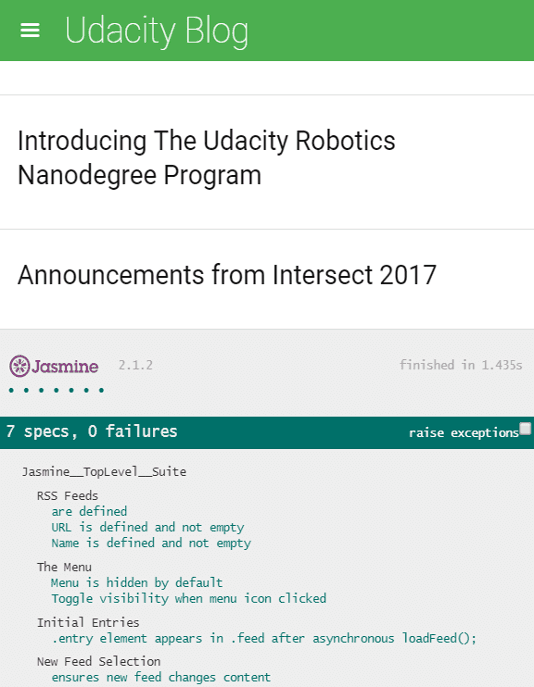 Udacity Blog
Introducing The Udacity Robotics
Nanodegree Program
Announcements from Intersect 2017
Jasmine 2.1.2 finished in 1.435s
7 specs, 0 failures raise exceptions
Jasmine__TopLevel__Suite
RSS Feeds
are defined
URL is defined and not empty
Name is defined and not empty
The Menu
Menu is hidden by default
Toggle visibility when menu icon clicked
Initial Entries
.entry element appears in .feed after asynchronous loadFeed();
New Feed Selection
ensures new feed changes content